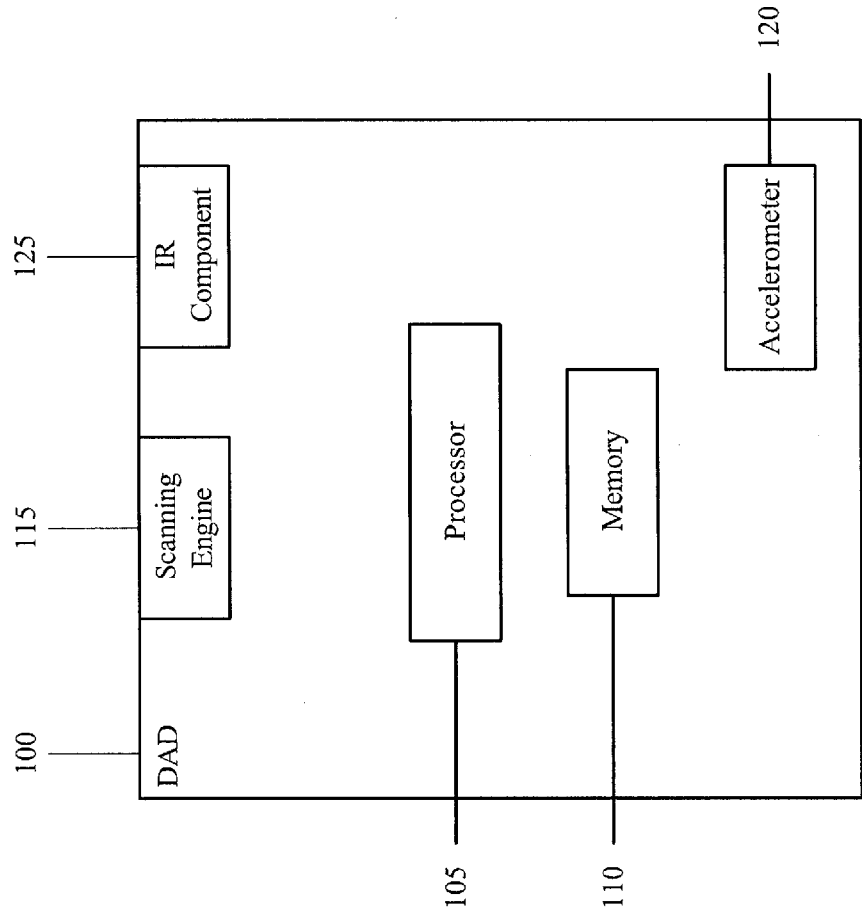 100
115
125
DAD
Scanning
Engine
IR
Component
105
Processor
110
Memory
Accelerometer
120